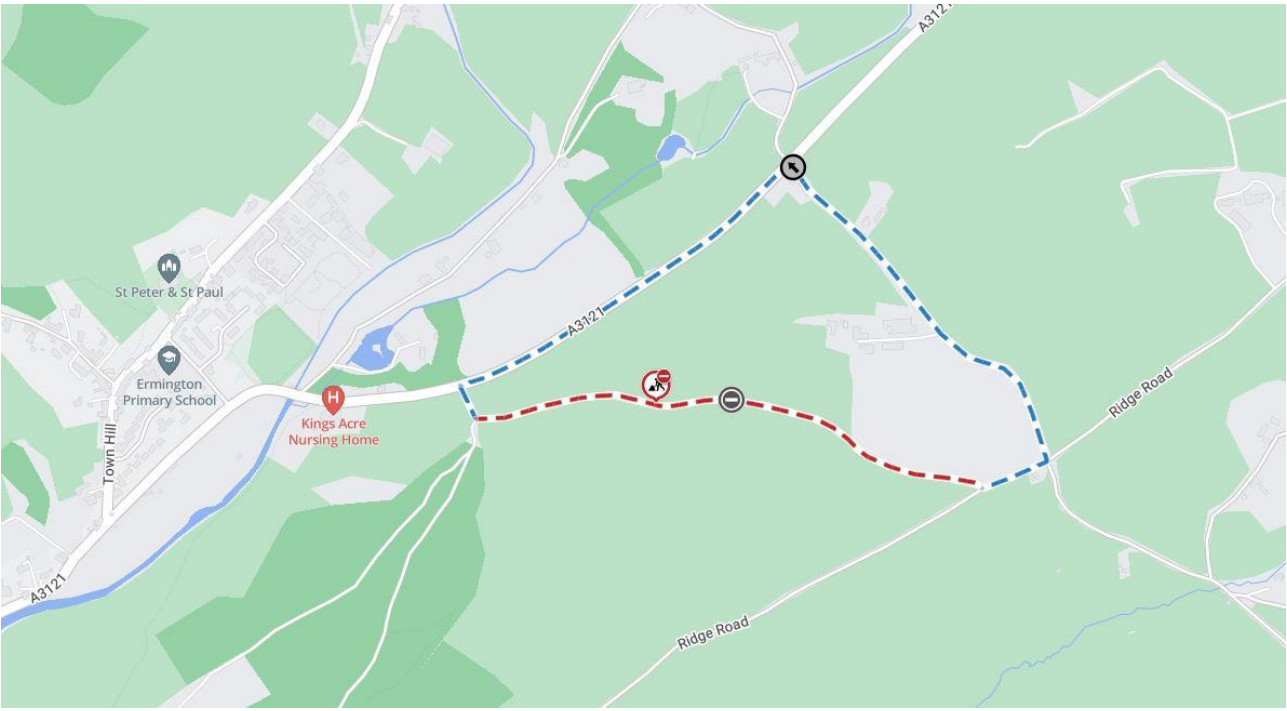 A3121
St Peter & St Paul
A3121
Ermington
Primary School
H
Kings Acre
Nursing Home
Ridge Road
Town Hill
A3121
Ridge Road